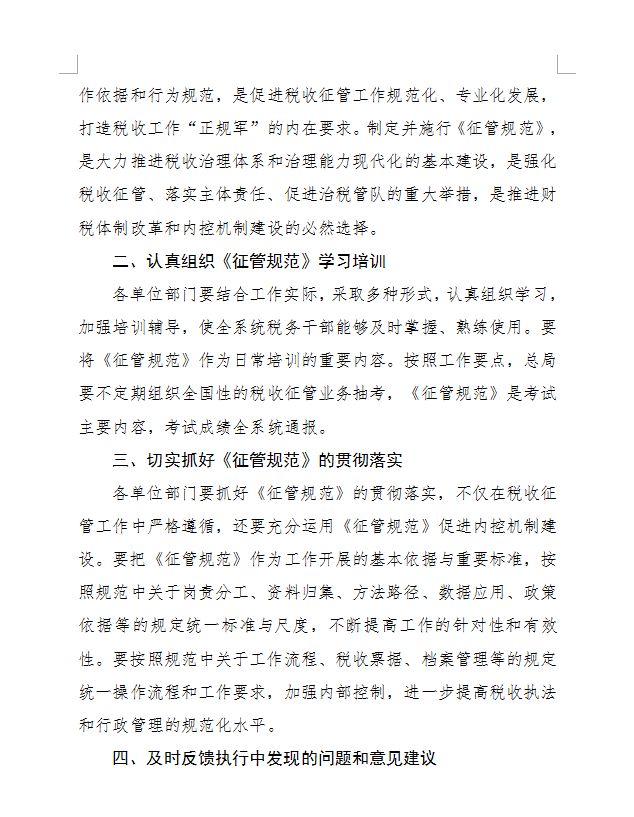 作依据和行为规范，是促进税收征管工作规范化、专业化发展，
打造税收工作“正规军”的内在要求。制定并施行《征管规范》，
是大力推进税收治理体系和治理能力现代化的基本建设，是强化
税收征管、落实主体责任、促进治税管队的重大举措，是推进财
税体制改革和内控机制建设的必然选择。
二、认真组织《征管规范》学习培训
各单位部门要结合工作实际，采取多种形式，认真组织学习，
加强培训辅导，使全系统税务干部能够及时掌握、熟练使用。要
将《征管规范》作为日常培训的重要内容。按照工作要点，总局
要不定期组织全国性的税收征管业务抽考，《征管规范》是考试
主要内容，考试成绩全系统通报。
三、切实抓好《征管规范》的贯彻落实
各单位部门要抓好《征管规范》的贯彻落实，不仅在税收征
管工作中严格遵循，还要充分运用《征管规范》促进内控机制建
设。要把《征管规范》作为工作开展的基本依据与重要标准，按
照规范中关于岗责分工、资料归集、方法路径、数据应用、政策
依据等的规定统一标准与尺度，不断提高工作的针对性和有效
性。要按照规范中关于工作流程、税收票据、档案管理等的规定
统一操作流程和工作要求，加强内部控制，进一步提高税收执法
和行政管理的规范化水平。
四、及时反馈执行中发现的问题和意见建议